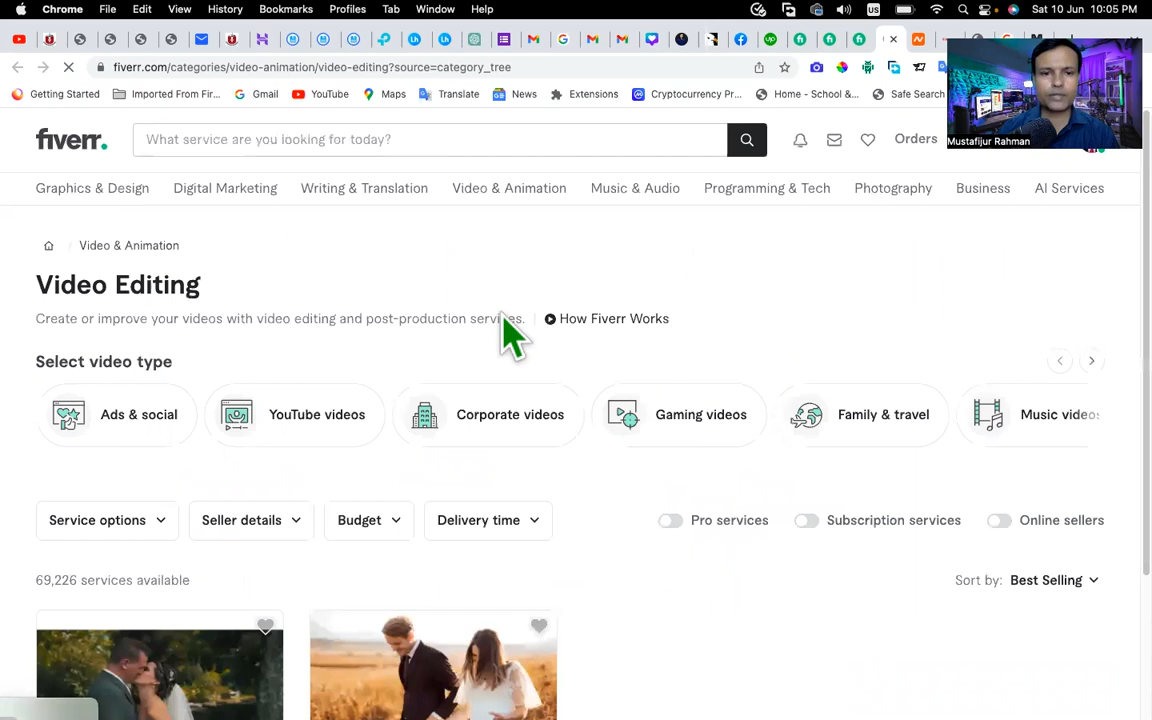 Chrome File Edit View History Bookmarks Profiles Tab Window Help US Sat 10 Jun 10:05 PM
fiverr.com/categories/video-animation/video-editing?source=category_tree
Getting Started Imported From Fir... Gmail YouTube Maps Translate News Extensions Cryptocurrency Pr... Home - School &... Safe Search
Mustafijur Rahman
fiverr. What service are you looking for today? Orders
Graphics & Design Digital Marketing Writing & Translation Video & Animation Music & Audio Programming & Tech Photography Business AI Services
/ Video & Animation
Video Editing
Create or improve your videos with video editing and post-production services. How Fiverr Works
Select video type
Ads & social YouTube videos Corporate videos Gaming videos Family & travel Music videos
Service options Seller details Budget Delivery time Pro services Subscription services Online sellers
69,226 services available Sort by: Best Selling